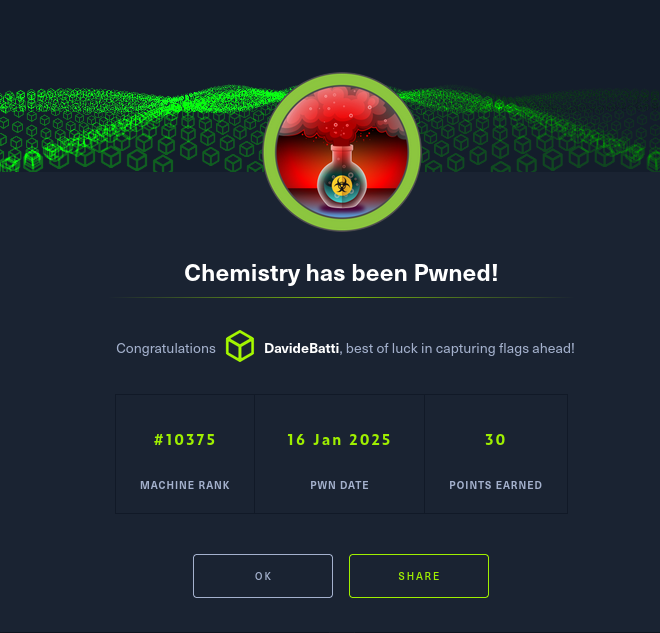 Chemistry has been Pwned!
Congratulations DavideBatti, best of luck in capturing flags ahead!
#10375 16 Jan 2025 30
MACHINE RANK PWN DATE POINTS EARNED
OK SHARE